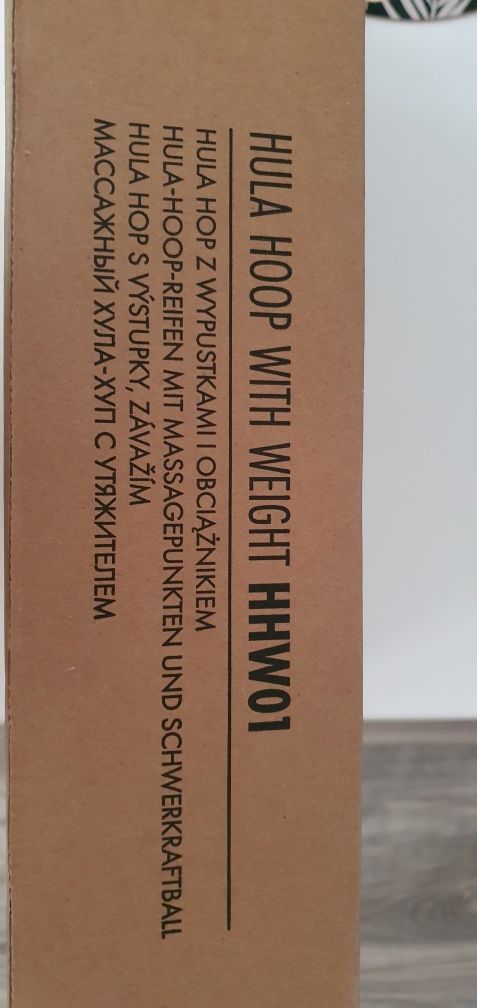 HULA HOOP WITH WEIGHT HHW01
HULA HOP Z WYPUSTKAMI I OBCIĄŻNIKIEM
HULA-HOOP-REIFEN MIT MASSAGEPUNKTEN UND SCHWERKRAFTBALL
HULA HOP S VÝSTUPKY, ZÁVAŽÍM
МАССАЖНЫЙ ХУЛА-ХУП С УТЯЖИТЕЛЕМ